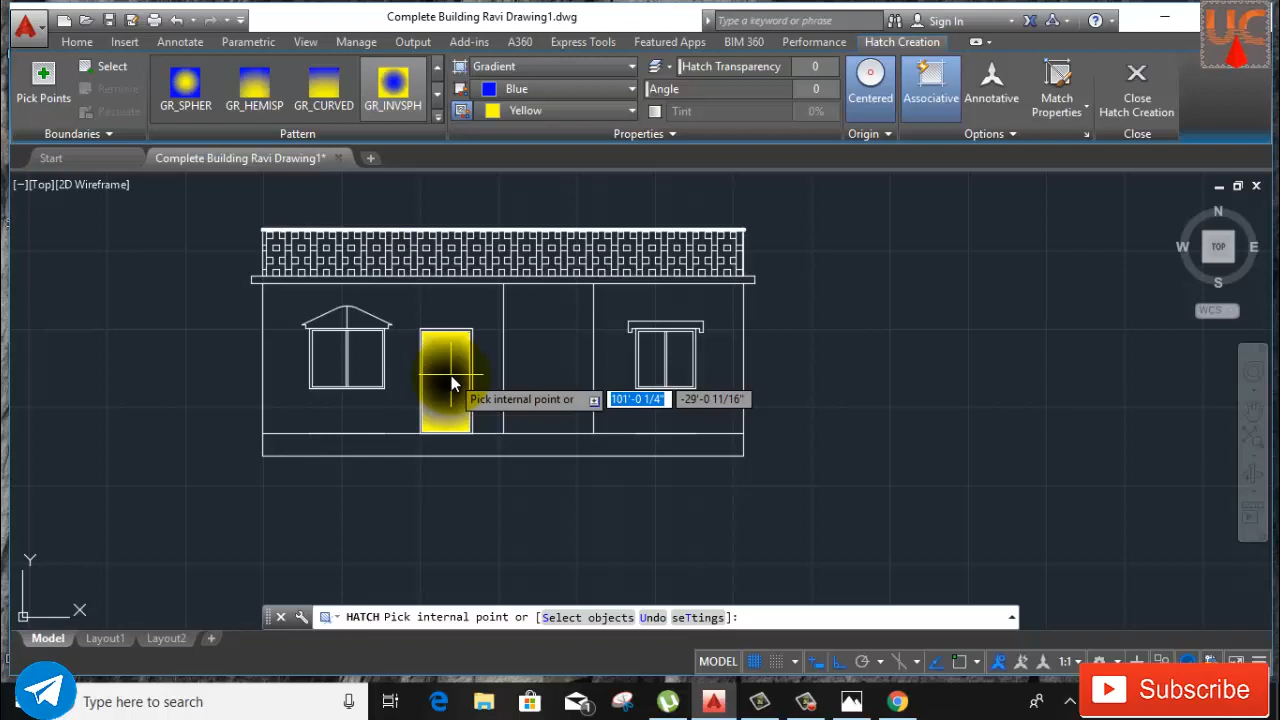 Complete Building Ravi Drawing1.dwg
Type a keyword or phrase
Sign In
UC
Home Insert Annotate Parametric View Manage Output Add-ins A360 Express Tools Featured Apps BIM 360 Performance Hatch Creation
Pick Points
Select
Remove
Recreate
Boundaries
GR_SPHER GR_HEMISP GR_CURVED GR_INVSPH
Pattern
Gradient
Blue
Yellow
Hatch Transparency 0
Angle 0
Tint 0%
Properties
Centered
Origin
Associative
Annotative
Match
Properties
Options
Close
Hatch Creation
Close
Start Complete Building Ravi Drawing1*
[−][Top][2D Wireframe]
N
W TOP E
S
WCS
Pick internal point or 101'-0 1/4" -29'-0 11/16"
Y
X
HATCH Pick internal point or [Select objects Undo seTtings]:
Model Layout1 Layout2 +
MODEL 1:1
Type here to search
1
Subscribe